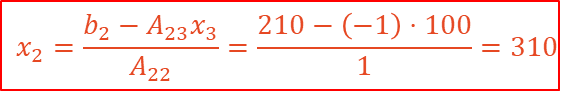 x₂ = (b₂ − A₂₃x₃) / A₂₂ = (210 − (−1) · 100) / 1 = 310